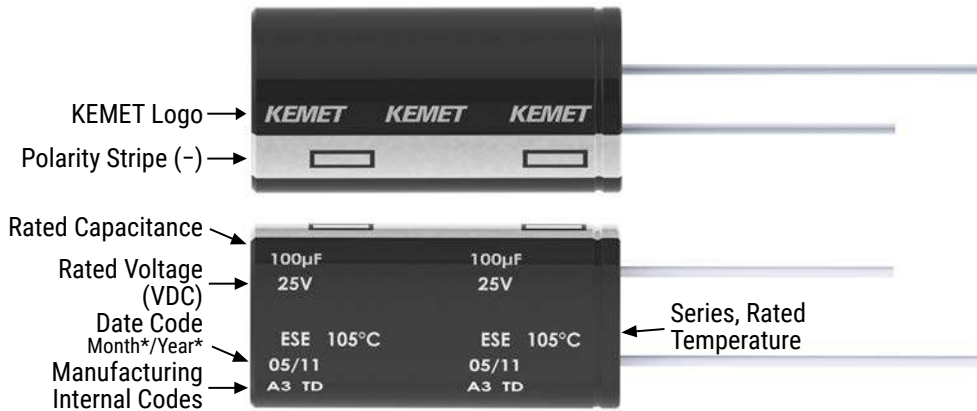 KEMET Logo
KEMET KEMET KEMET
Polarity Stripe (−)
Rated Capacitance
100µF 100µF
Rated Voltage
(VDC)
25V 25V
Date Code
Month*/Year*
ESE 105°C ESE 105°C
05/11 05/11
Manufacturing
Internal Codes
A3 TD A3 TD
Series, Rated
Temperature